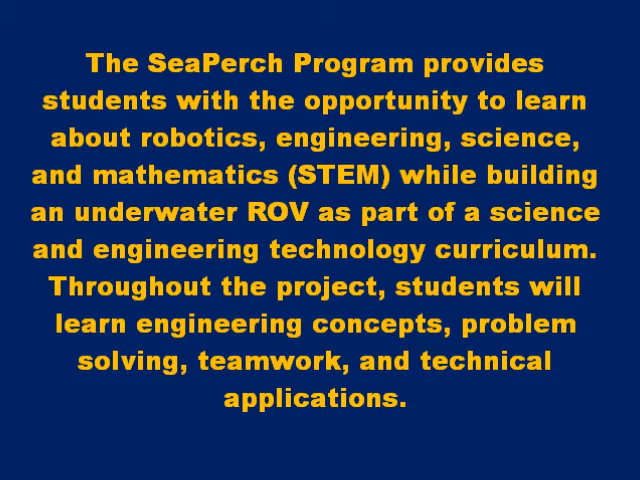 The SeaPerch Program provides
students with the opportunity to learn
about robotics, engineering, science,
and mathematics (STEM) while building
an underwater ROV as part of a science
and engineering technology curriculum.
Throughout the project, students will
learn engineering concepts, problem
solving, teamwork, and technical
applications.